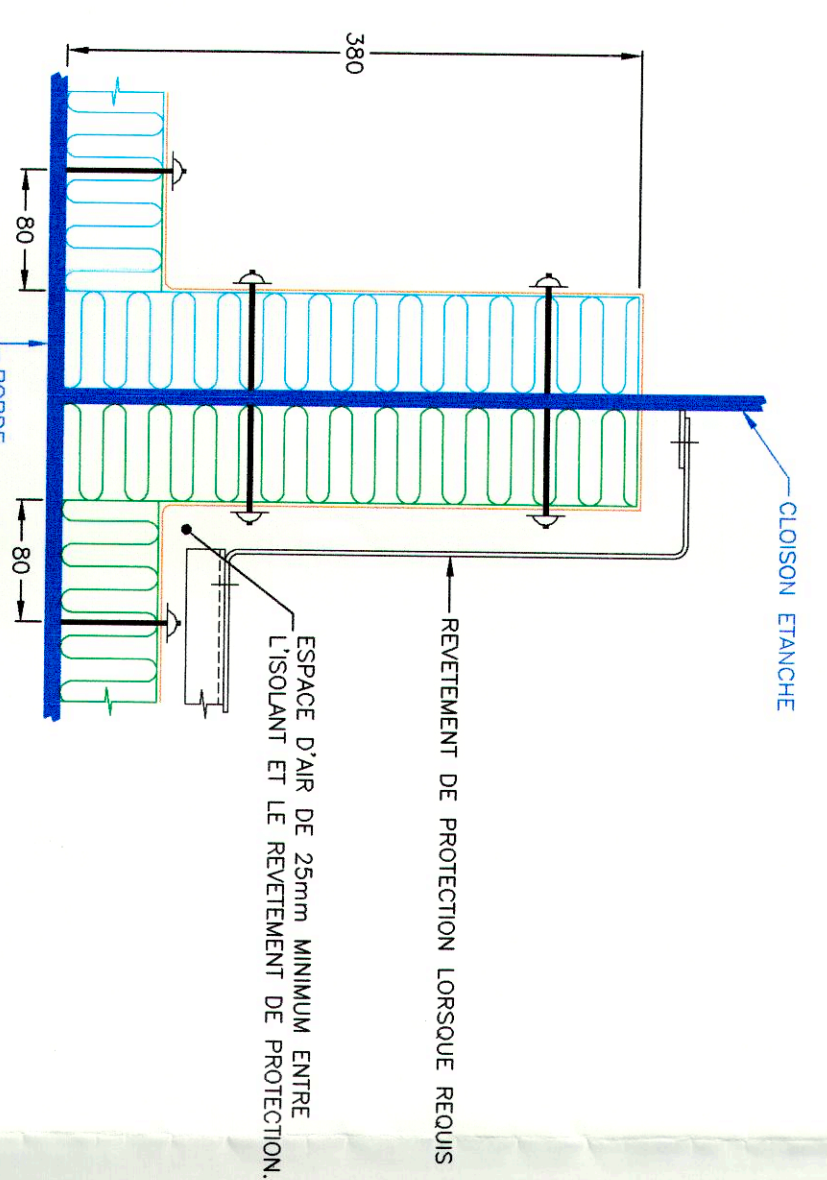 CLOISON ETANCHE
REVETEMENT DE PROTECTION LORSQUE REQUIS
ESPACE D'AIR DE 25mm MINIMUM ENTRE
L'ISOLANT ET LE REVETEMENT DE PROTECTION.
380
80
80